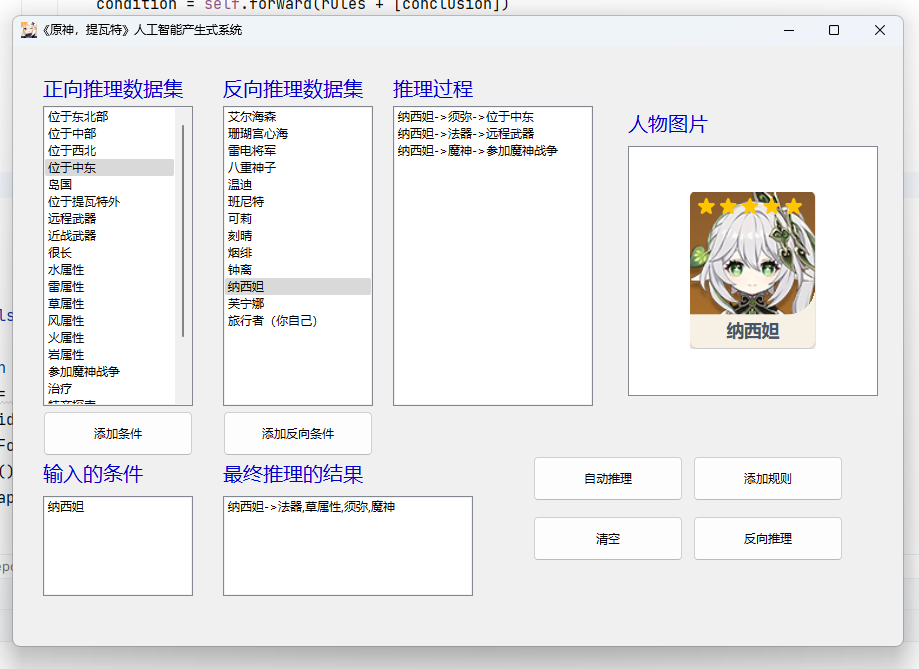 condition = self.forward(rules + [conclusion])
《原神，提瓦特》人工智能产生式系统
正向推理数据集
位于东北部
位于中部
位于西北
位于中东
岛国
位于提瓦特外
远程武器
近战武器
很长
水属性
雷属性
草属性
风属性
火属性
岩属性
参加魔神战争
治疗
添加条件
反向推理数据集
艾尔海森
珊瑚宫心海
雷电将军
八重神子
温迪
班尼特
可莉
刻晴
烟绯
钟离
纳西妲
芙宁娜
旅行者（你自己）
添加反向条件
推理过程
纳西妲->须弥->位于中东
纳西妲->法器->远程武器
纳西妲->魔神->参加魔神战争
人物图片
纳西妲
输入的条件
纳西妲
最终推理的结果
纳西妲->法器,草属性,须弥,魔神
自动推理
添加规则
清空
反向推理